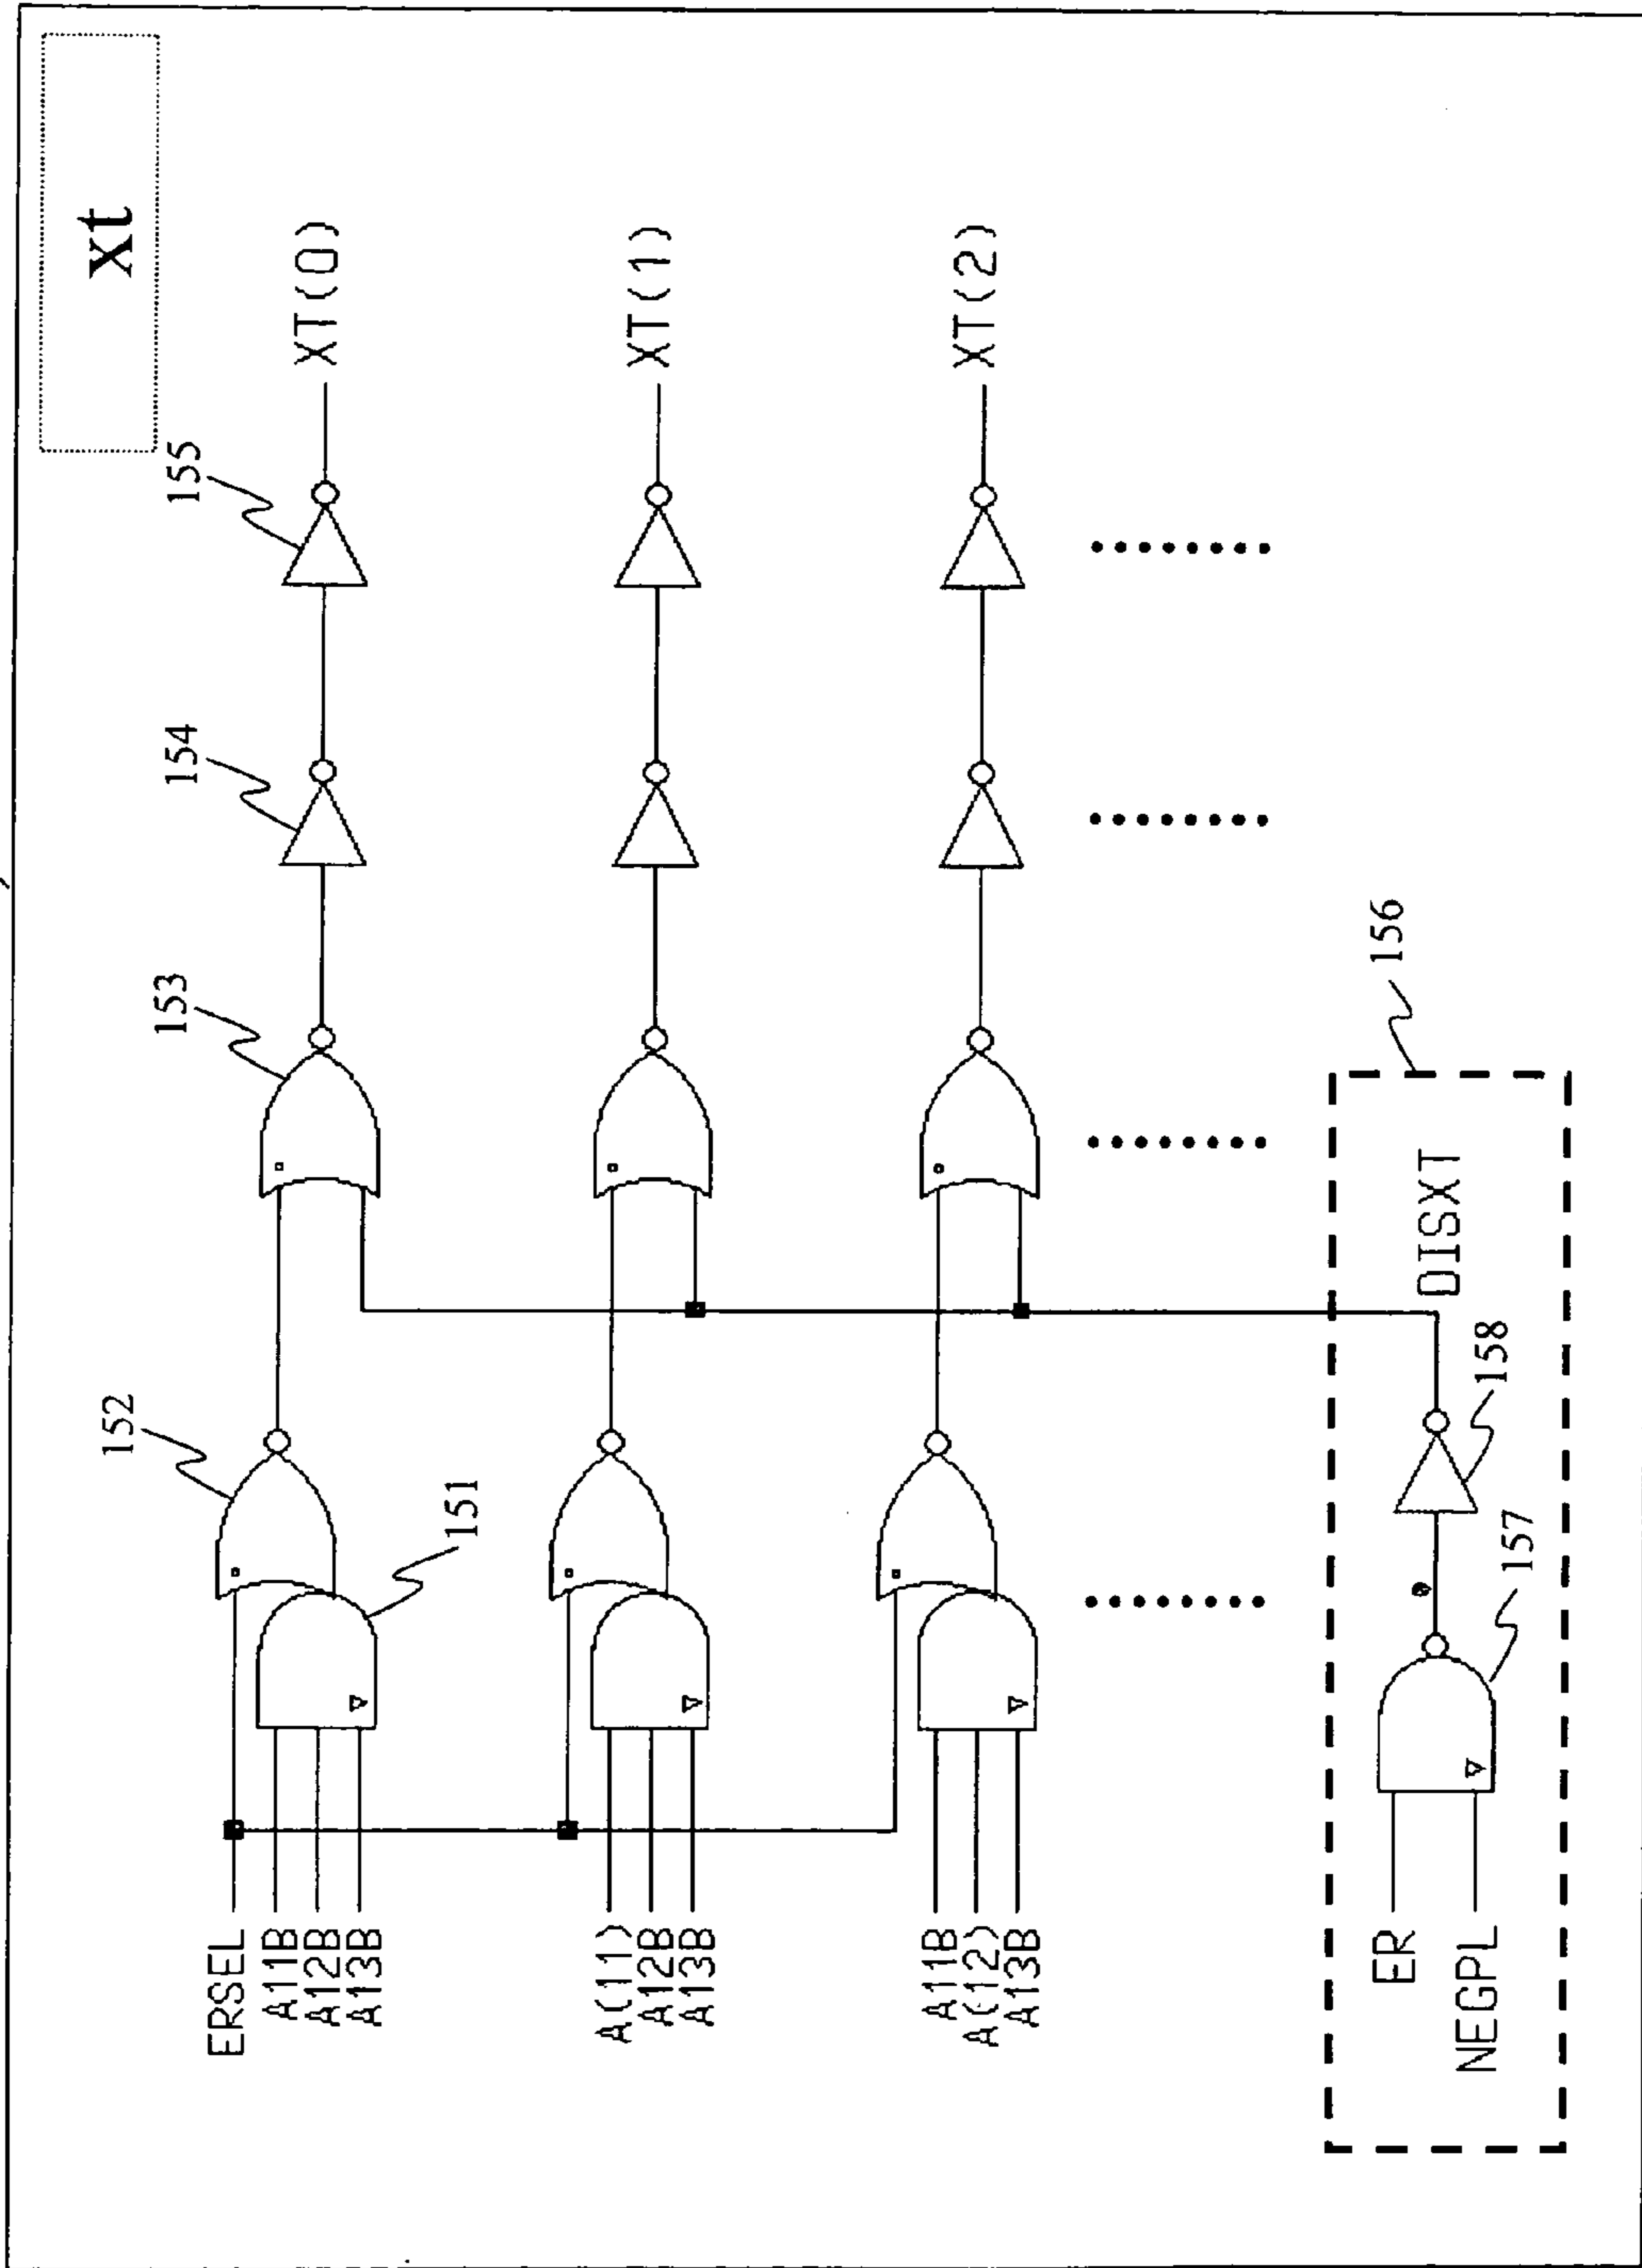 xt
152
153
154
155
ERSEL
A11B
A12B
A13B
151
XT(0)
A(11)
A12B
A13B
XT(1)
A11B
A(12)
A13B
XT(2)
156
ER
NEGPL
157
158
DISXT